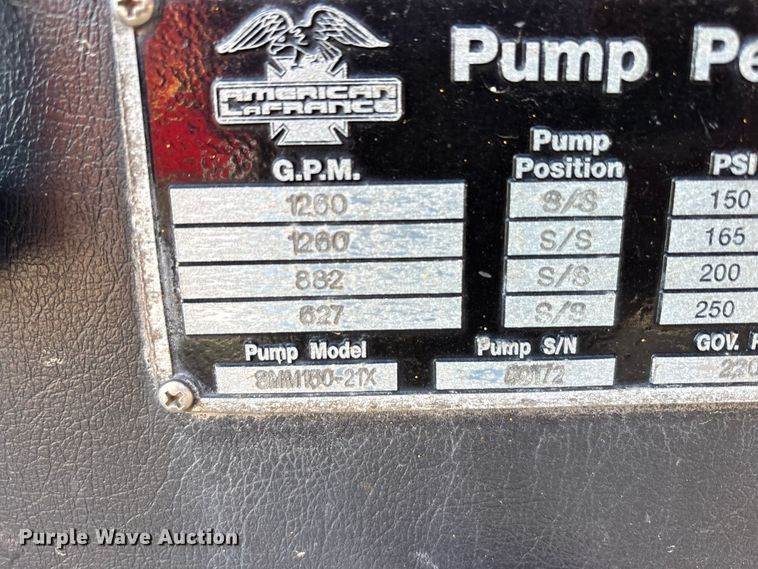 AMERICAN
LAFRANCE
Pump Pe
G.P.M. Pump Position PSI
1260 S/S 150
1260 S/S 165
882 S/S 200
627 S/S 250
Pump Model Pump S/N GOV.
220
Purple Wave Auction